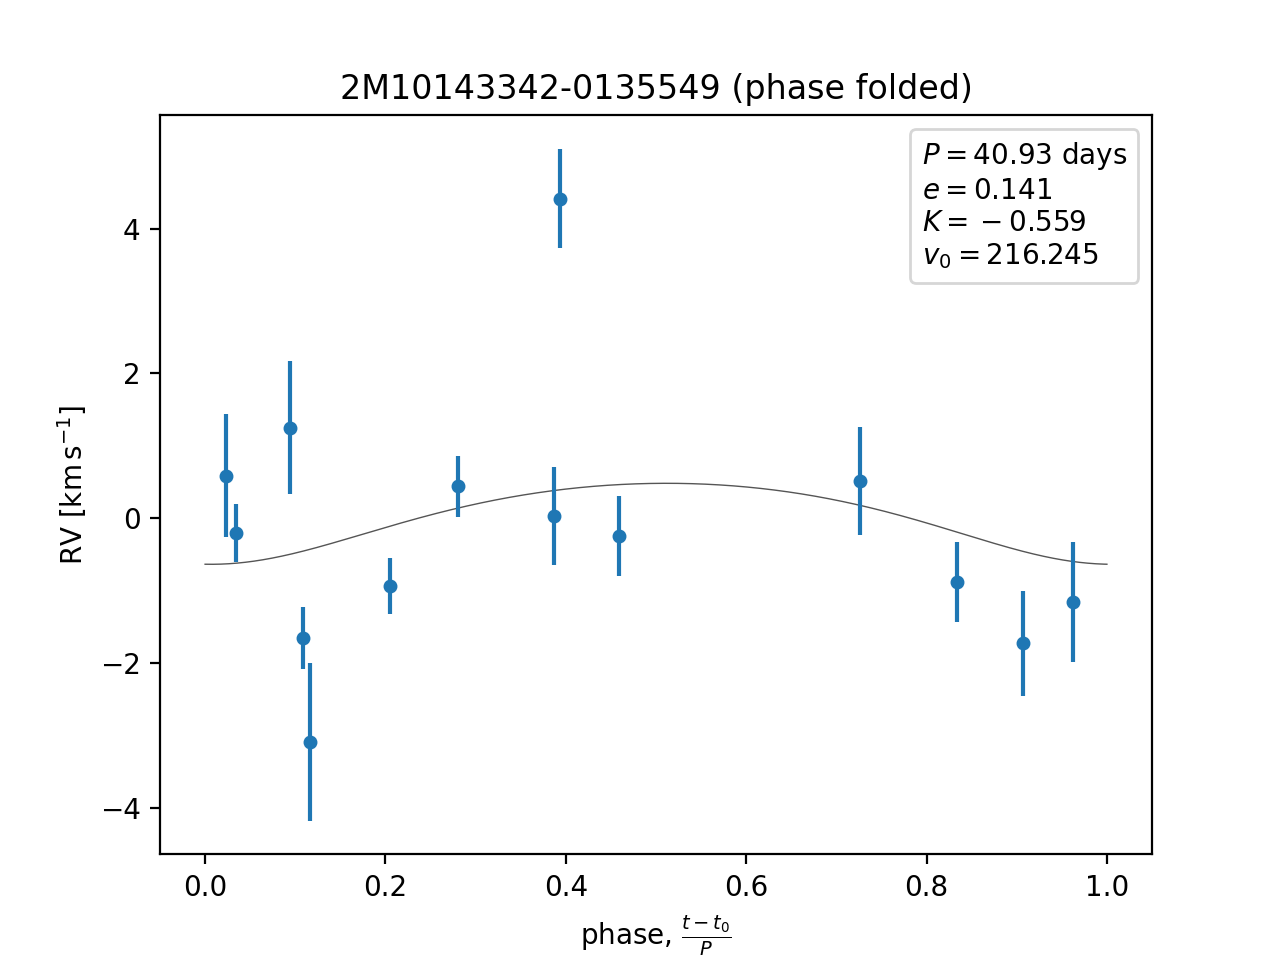 2M10143342-0135549 (phase folded)
P = 40.93 days
e = 0.141
K = −0.559
v₀ = 216.245
RV [km s⁻¹]
4
2
0
−2
−4
0.0 0.2 0.4 0.6 0.8 1.0
phase, (t − t₀)/P